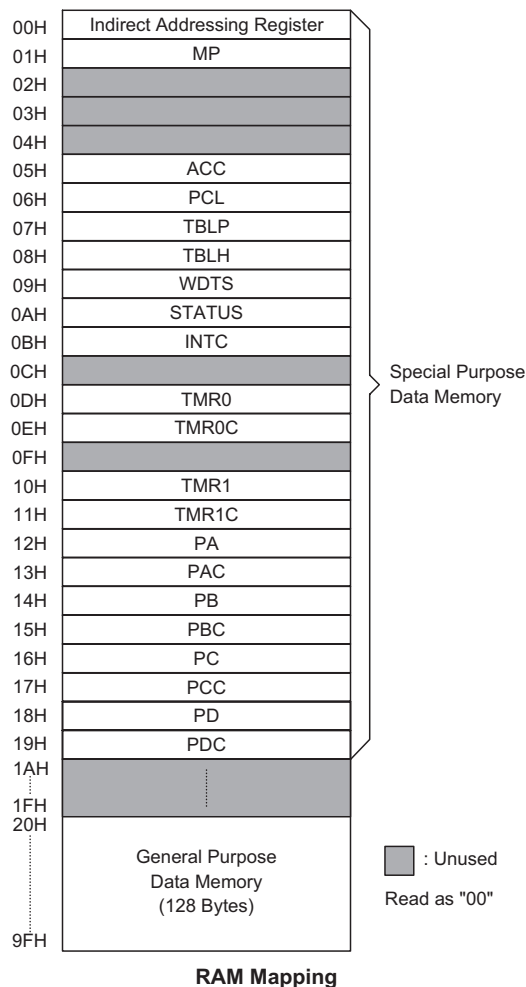 00H Indirect Addressing Register
01H MP
02H
03H
04H
05H ACC
06H PCL
07H TBLP
08H TBLH
09H WDTS
0AH STATUS
0BH INTC
0CH
Special Purpose
Data Memory
0DH TMR0
0EH TMR0C
0FH
10H TMR1
11H TMR1C
12H PA
13H PAC
14H PB
15H PBC
16H PC
17H PCC
18H PD
19H PDC
1AH
1FH
20H
General Purpose
Data Memory
(128 Bytes)
: Unused
Read as "00"
9FH
RAM Mapping